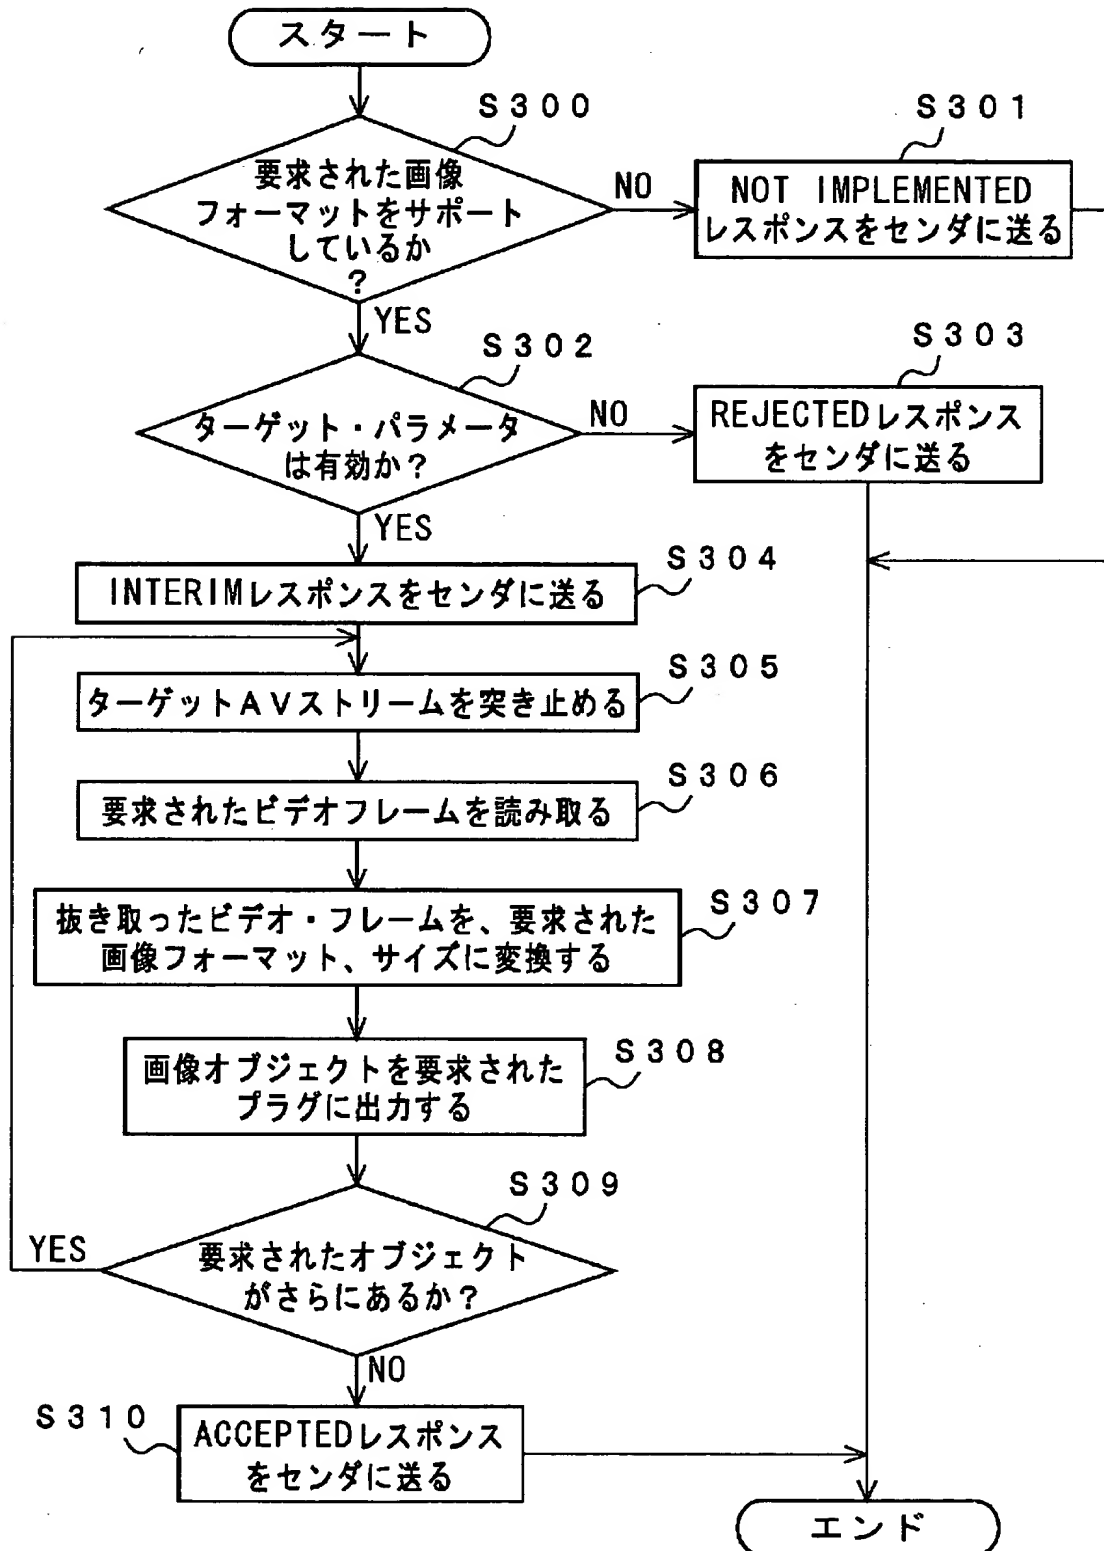 スタート
S300
要求された画像
フォーマットをサポート
しているか
?
NO
S301
NOT IMPLEMENTED
レスポンスをセンダに送る
YES
S302
ターゲット・パラメータ
は有効か?
NO
S303
REJECTEDレスポンス
をセンダに送る
YES
S304
INTERIMレスポンスをセンダに送る
S305
ターゲットAVストリームを突き止める
S306
要求されたビデオフレームを読み取る
S307
抜き取ったビデオ・フレームを、要求された
画像フォーマット、サイズに変換する
S308
画像オブジェクトを要求された
プラグに出力する
S309
要求されたオブジェクト
がさらにあるか?
YES
NO
S310
ACCEPTEDレスポンス
をセンダに送る
エンド